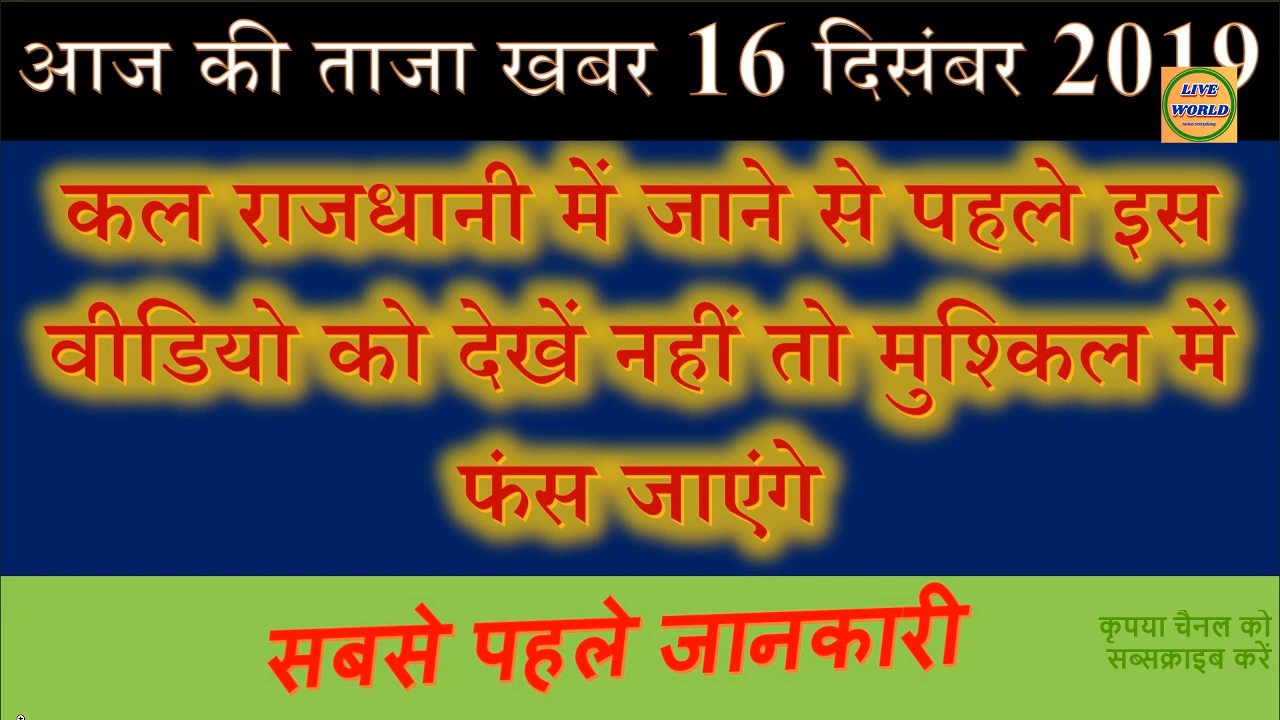 आज की ताजा खबर 16 दिसंबर 2019
LIVE
WORLD
कल राजधानी में जाने से पहले इस
वीडियो को देखें नहीं तो मुश्किल में
फंस जाएंगे
सबसे पहले जानकारी
कृपया चैनल को
सब्सक्राइब करें